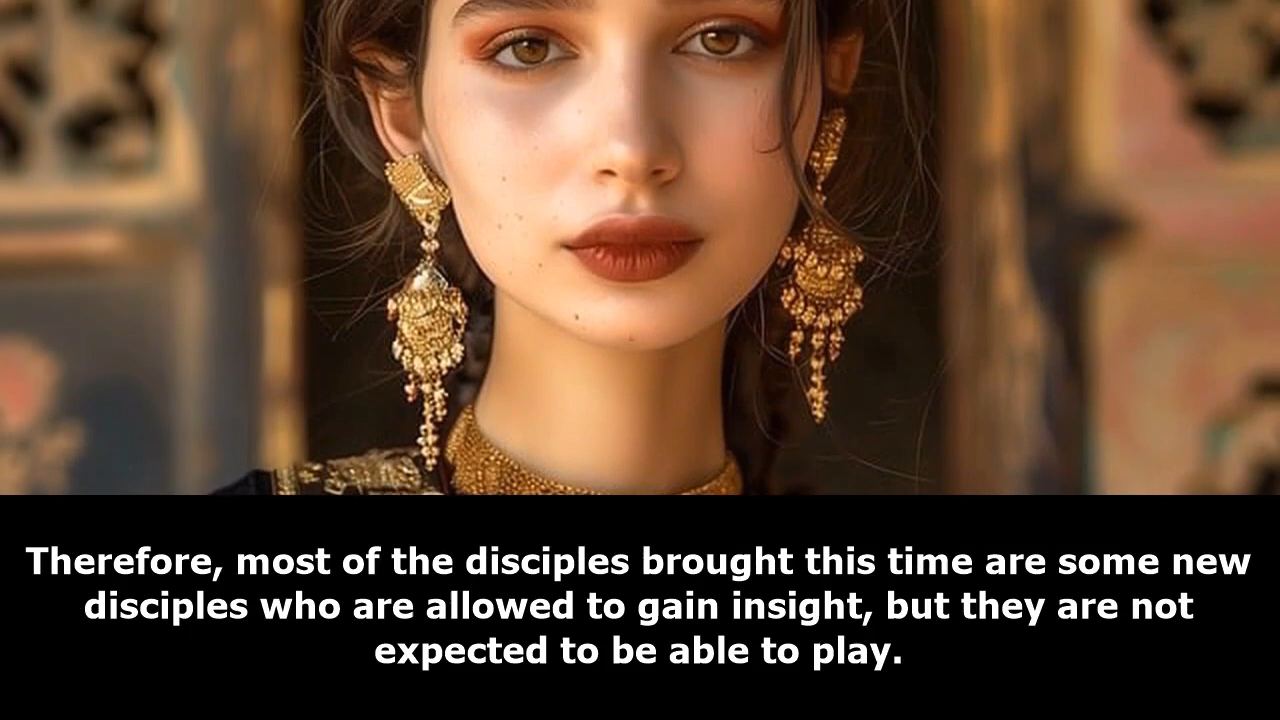 Therefore, most of the disciples brought this time are some new
disciples who are allowed to gain insight, but they are not
expected to be able to play.